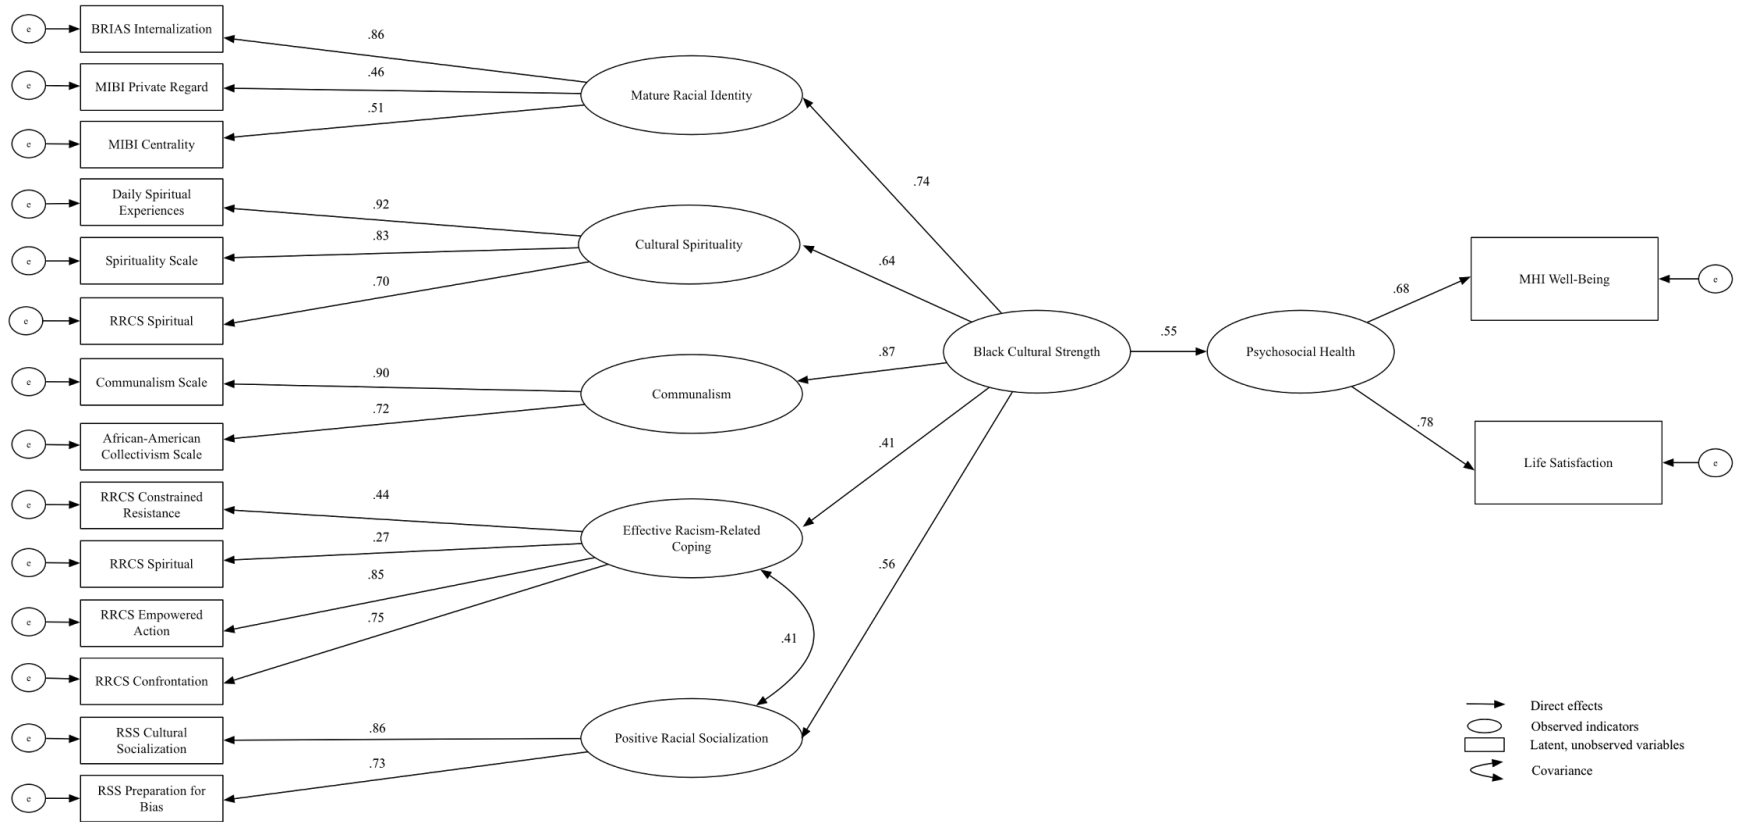 e
BRIAS Internalization
.86
e
MIBI Private Regard
.46
Mature Racial Identity
.51
e
MIBI Centrality
e
Daily Spiritual
Experiences
.92
.74
.83
Cultural Spirituality
e
Spirituality Scale
.64
.70
e
RRCS Spiritual
Black Cultural Strength
.55
Psychosocial Health
.68
MHI Well-Being
e
.87
.90
e
Communalism Scale
Communalism
.72
e
African-American
Collectivism Scale
.41
.78
Life Satisfaction
e
.44
e
RRCS Constrained
Resistance
.27
Effective Racism-Related
Coping
e
RRCS Spiritual
.85
.56
e
RRCS Empowered
Action
.75
.41
e
RRCS Confrontation
.86
e
RSS Cultural
Socialization
Positive Racial Socialization
.73
e
RSS Preparation for
Bias
Direct effects
Observed indicators
Latent, unobserved variables
Covariance